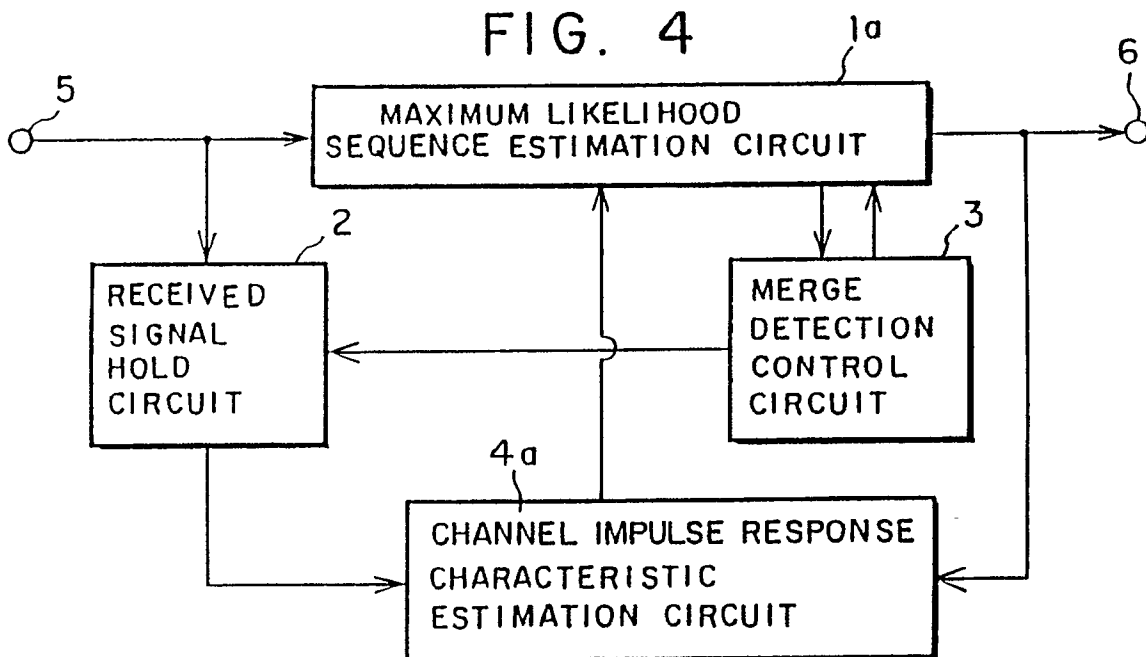 FIG. 4
1a
6
5
MAXIMUM LIKELIHOOD
SEQUENCE ESTIMATION CIRCUIT
2
3
RECEIVED
SIGNAL
HOLD
CIRCUIT
MERGE
DETECTION
CONTROL
CIRCUIT
4a
CHANNEL IMPULSE RESPONSE
CHARACTERISTIC
ESTIMATION CIRCUIT